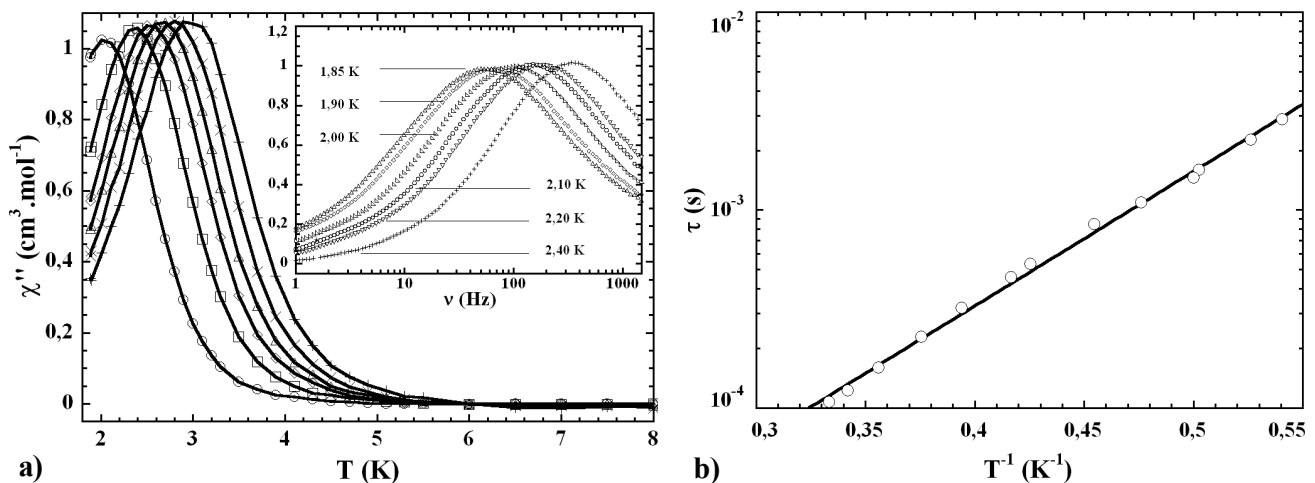 1
0,8
0,6
0,4
0,2
0
2
3
4
5
6
7
8
χ'' (cm³.mol⁻¹)
T (K)
a)
1,2
1
0,8
0,6
0,4
0,2
0
1
10
100
1000
ν (Hz)
1,85 K
1,90 K
2,00 K
2,10 K
2,20 K
2,40 K
10⁻²
10⁻³
10⁻⁴
τ (s)
0,3
0,35
0,4
0,45
0,5
0,55
T⁻¹ (K⁻¹)
b)